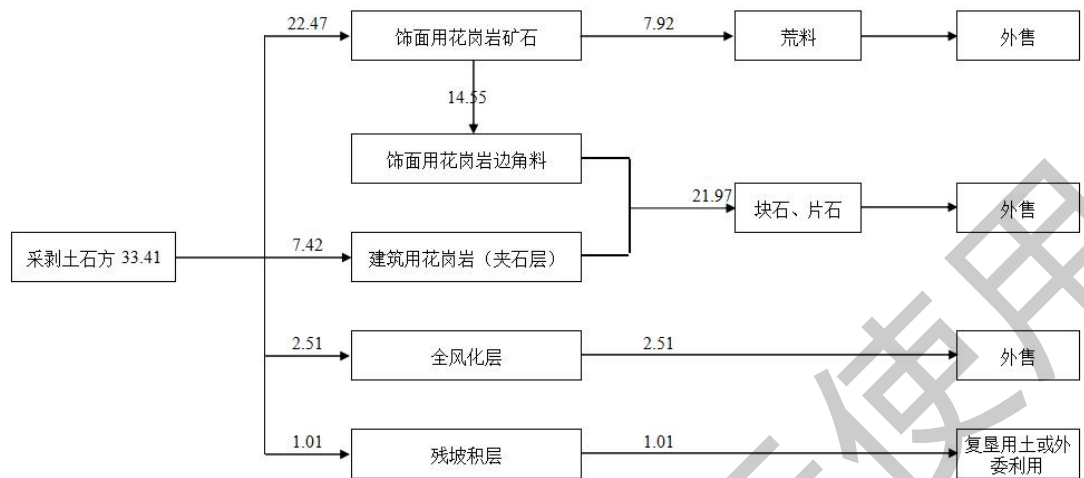 22.47
饰面用花岗岩矿石
7.92
荒料
外售
14.55
饰面用花岗岩边角料
21.97
块石、片石
外售
采剥土石方 33.41
7.42
建筑用花岗岩（夹石层）
2.51
全风化层
2.51
外售
1.01
残坡积层
1.01
复垦用土或外
委利用
使用